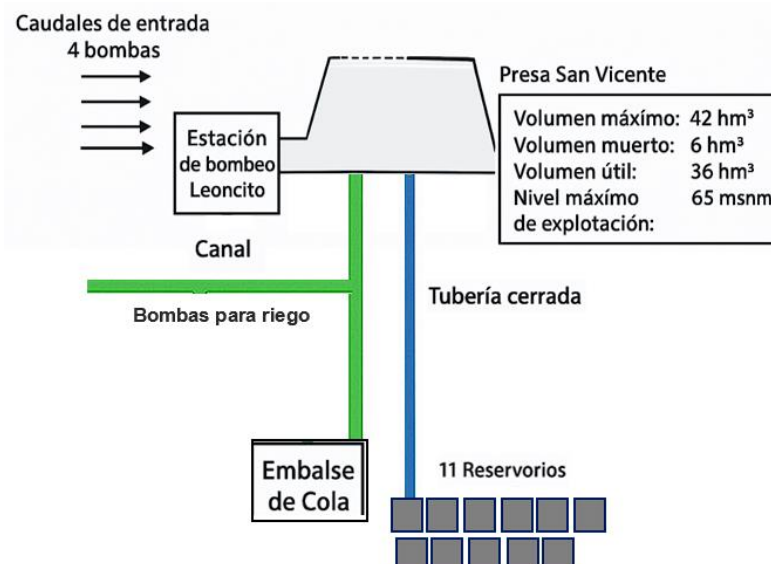 Caudales de entrada
4 bombas
Estación
de bombeo
Leoncito
Presa San Vicente
Volumen máximo: 42 hm³
Volumen muerto: 6 hm³
Volumen útil: 36 hm³
Nivel máximo 65 msnm
de explotación:
Canal
Bombas para riego
Tubería cerrada
Embalse
de Cola
11 Reservorios